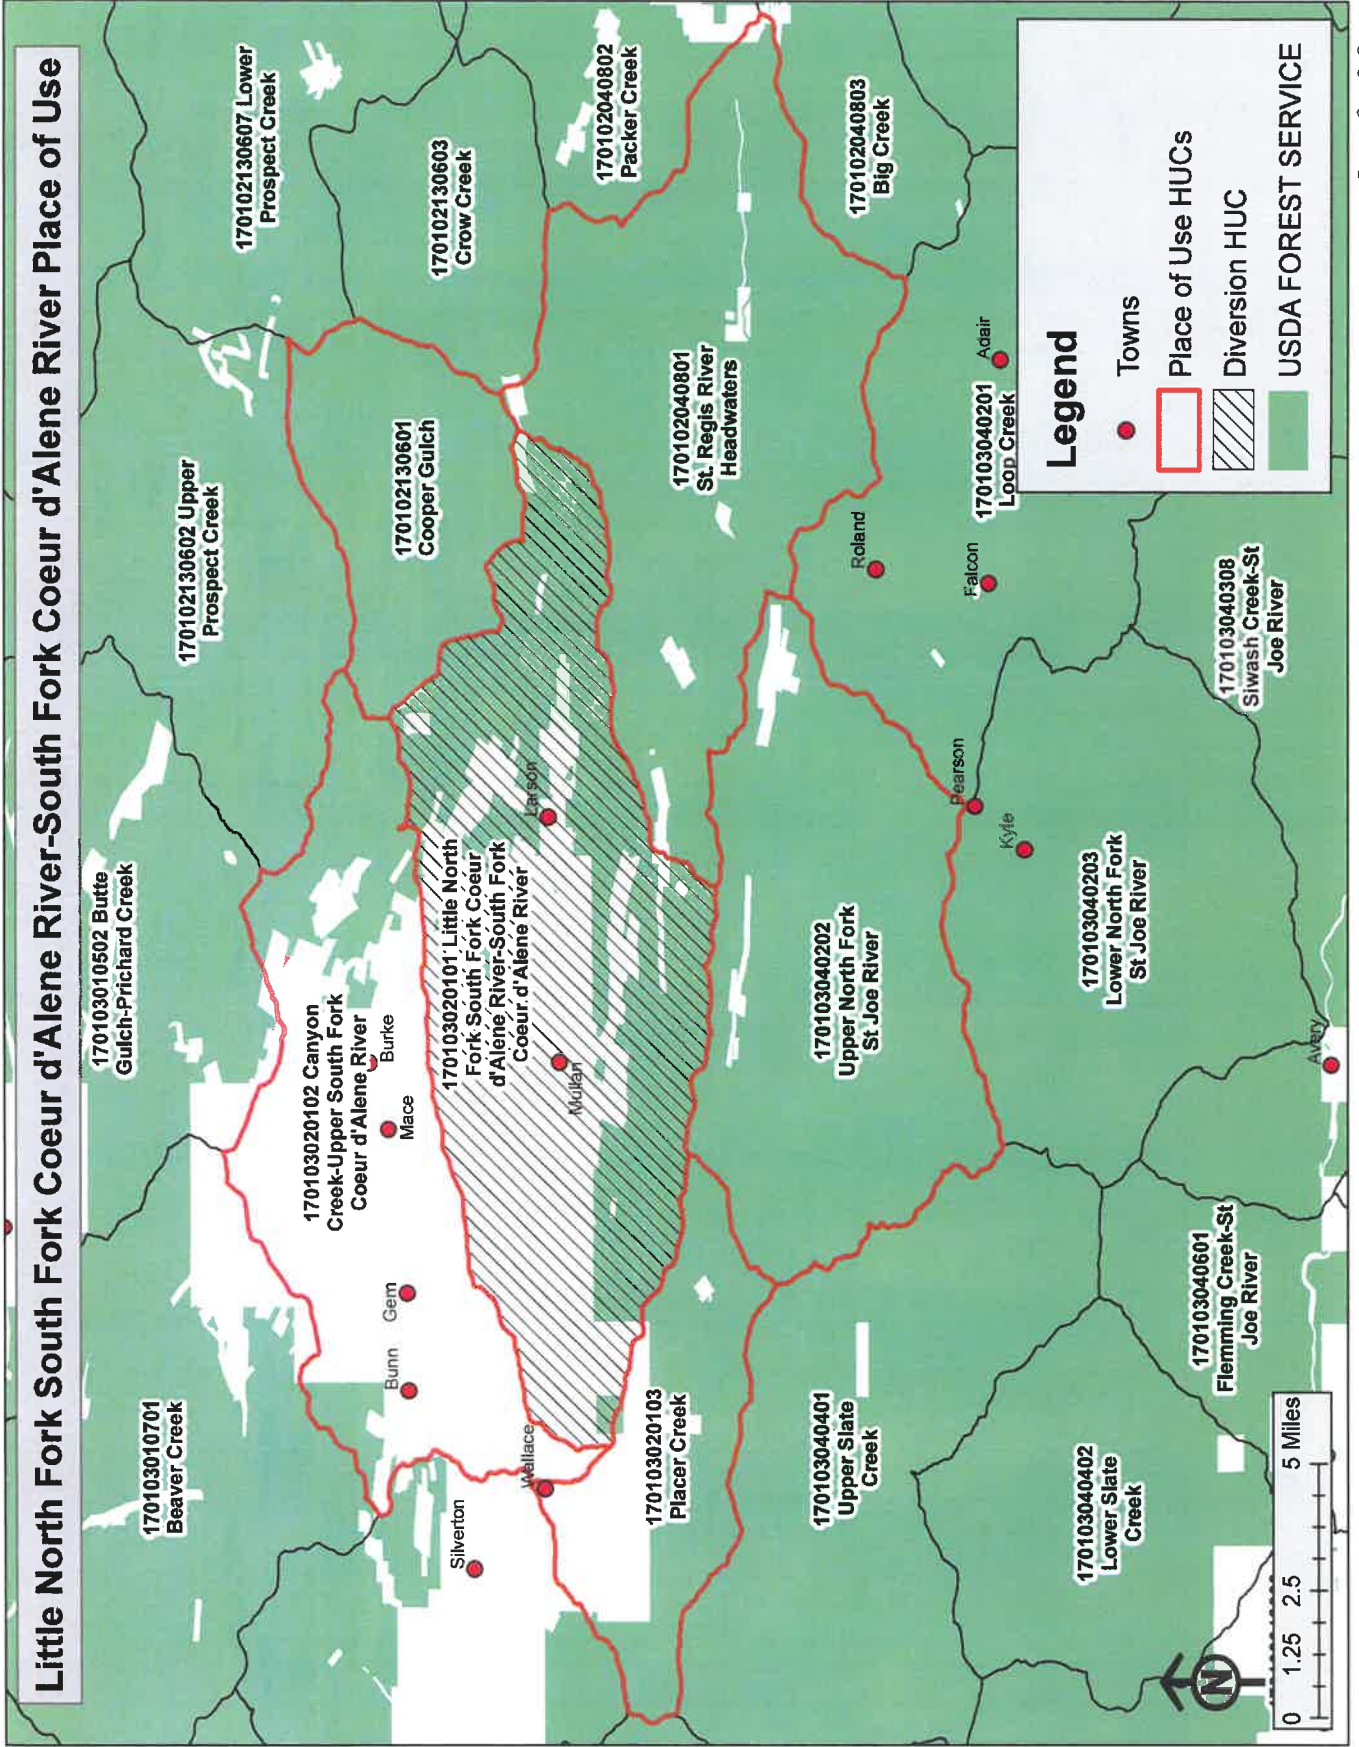 Little North Fork South Fork Coeur d'Alene River-South Fork Coeur d'Alene River Place of Use
170103010502 Butte
Gulch-Prichard Creek
170102130602 Upper
Prospect Creek
170102130607 Lower
Prospect Creek
170103010701
Beaver Creek
170103020102 Canyon
Creek-Upper South Fork
Coeur d'Alene River
Burke
Mace
Gem
Bunn
170102130601
Cooper Gulch
170102130603
Crow Creek
170102040802
Packer Creek
Silverton
Wallace
170103020101 Little North
Fork South Fork Coeur
d'Alene River-South Fork
Coeur d'Alene River
Larson
Mullan
170103020103
Placer Creek
170102040801
St. Regis River
Headwaters
170102040803
Big Creek
170103040401
Upper Slate
Creek
170103040202
Upper North Fork
St Joe River
Roland
Falcon
Adair
170103040201
Loop Creek
Pearson
Kyle
170103040402
Lower Slate
Creek
170103040203
Lower North Fork
St Joe River
170103040601
Flemming Creek-St
Joe River
170103040308
Siwash Creek-St
Joe River
Avery
N
0 1.25 2.5 5 Miles
Legend
Towns
Place of Use HUCs
Diversion HUC
USDA FOREST SERVICE